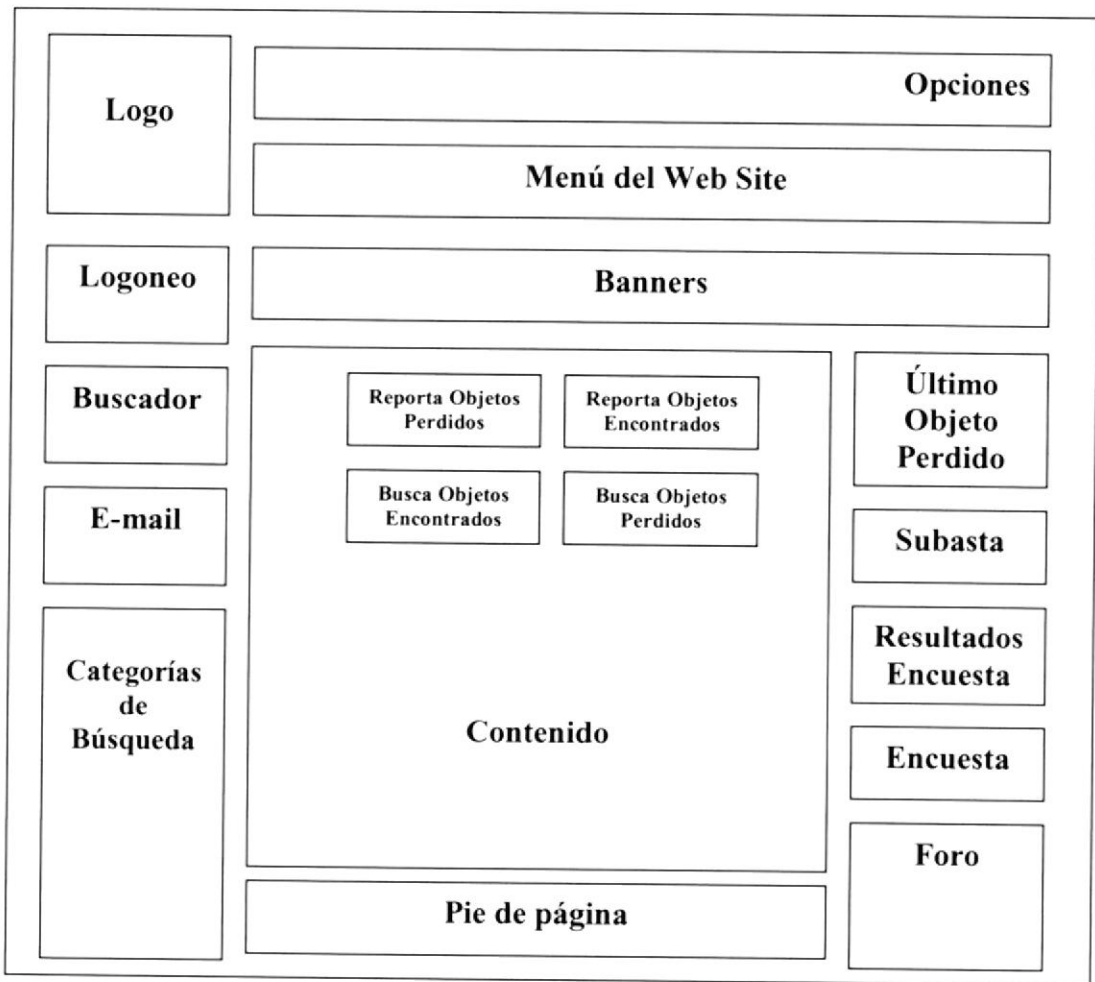 Logo
Opciones
Menú del Web Site
Logoneo
Banners
Buscador
Reporta Objetos
Perdidos
Reporta Objetos
Encontrados
Último
Objeto
Perdido
Busca Objetos
Encontrados
Busca Objetos
Perdidos
E-mail
Subasta
Categorías
de
Búsqueda
Contenido
Resultados
Encuesta
Encuesta
Foro
Pie de página